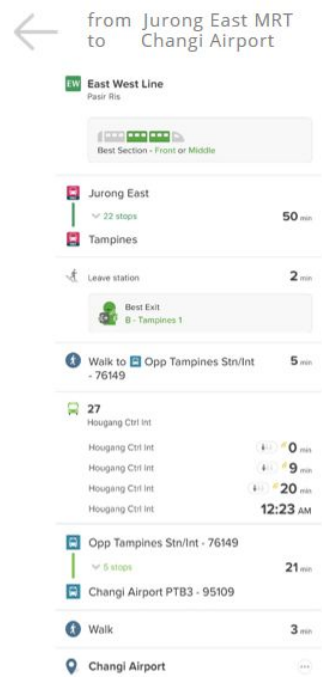 from Jurong East MRT
to Changi Airport
EW East West Line
Pasir Ris
Best Section - Front or Middle
Jurong East
22 stops 50 min
Tampines
Leave station 2 min
Best Exit
B - Tampines 1
Walk to Opp Tampines Stn/Int 5 min
- 76149
27
Hougang Ctrl Int
Hougang Ctrl Int 0 min
Hougang Ctrl Int 9 min
Hougang Ctrl Int 20 min
Hougang Ctrl Int 12:23 AM
Opp Tampines Stn/Int - 76149
5 stops 21 min
Changi Airport PTB3 - 95109
Walk 3 min
Changi Airport